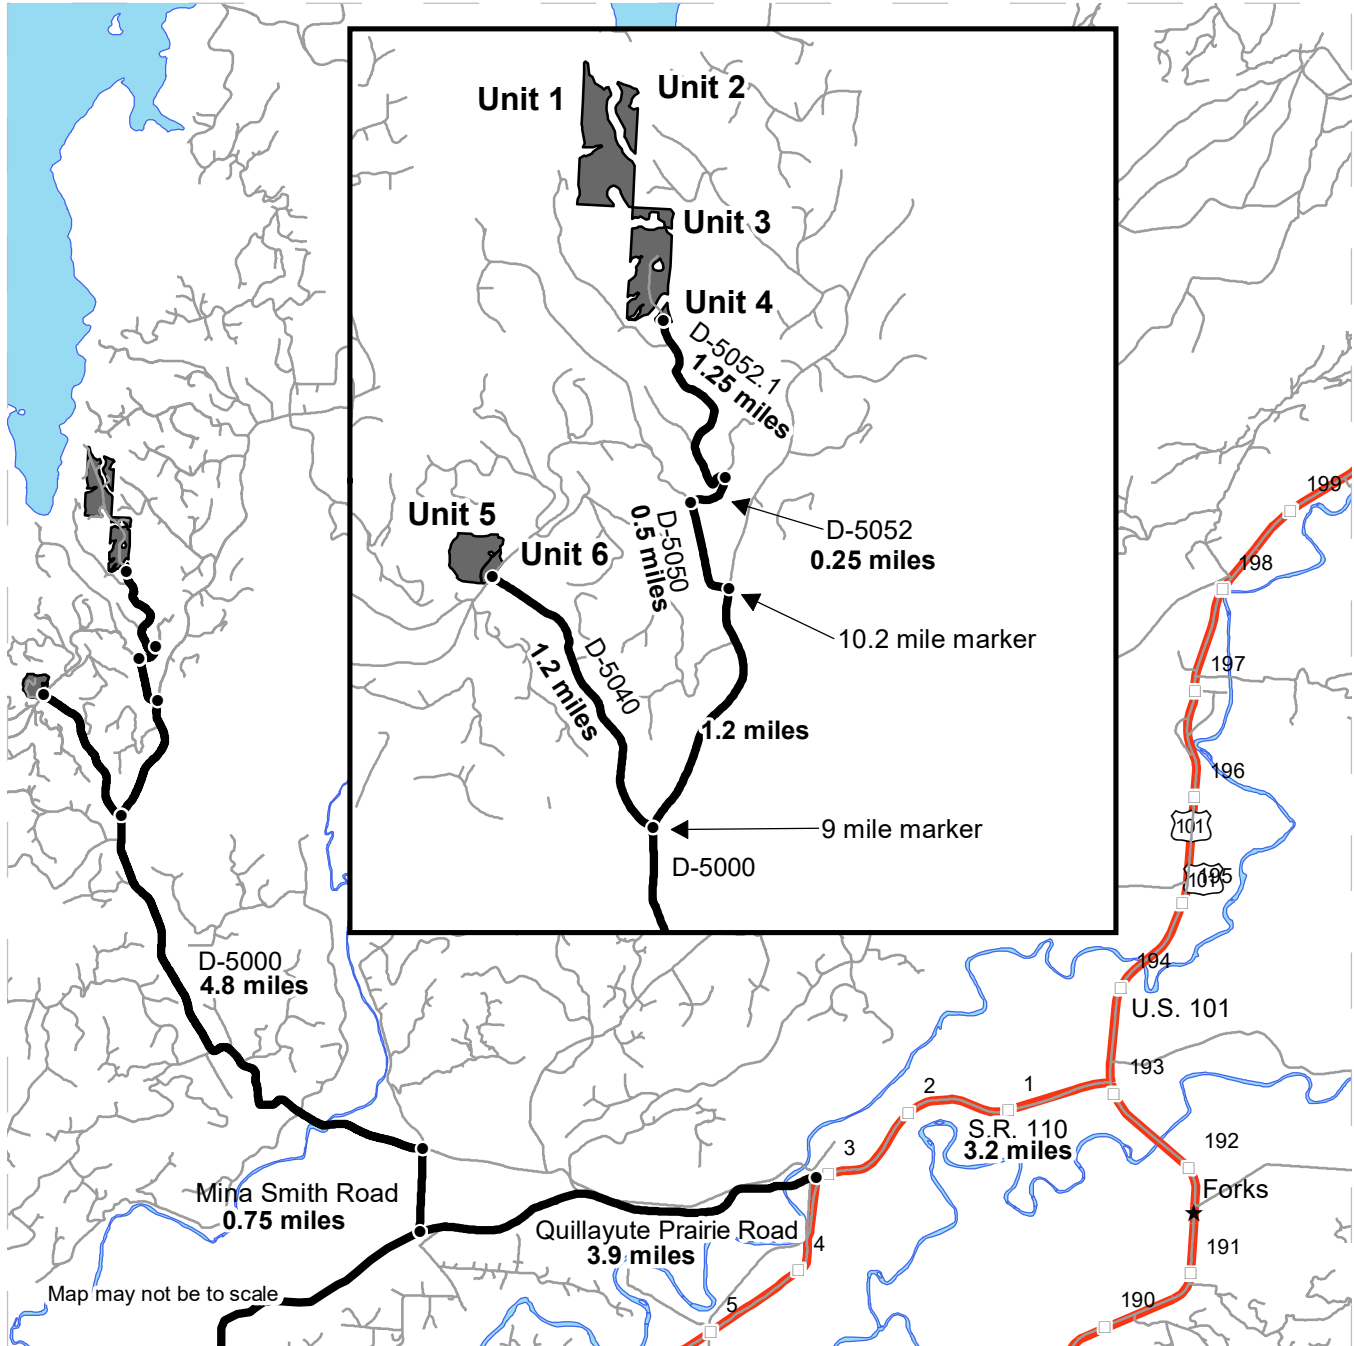 Unit 1
Unit 2
Unit 3
Unit 4
D-5052.1
1.25 miles
Unit 5
Unit 6
D-5050
0.5 miles
D-5052
0.25 miles
10.2 mile marker
D-5040
1.2 miles
1.2 miles
9 mile marker
D-5000
199
198
197
196
101
101
195
194
U.S. 101
193
D-5000
4.8 miles
2
1
S.R. 110
3.2 miles
3
192
Forks
191
190
Mina Smith Road
0.75 miles
Quillayute Prairie Road
3.9 miles
4
5
Map may not be to scale